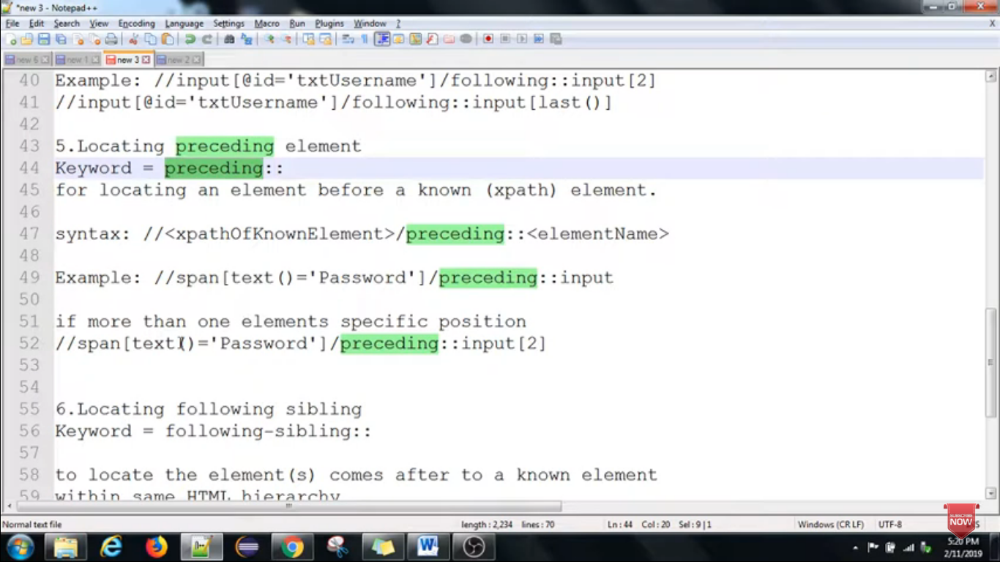 *new 3 - Notepad++
File Edit Search View Encoding Language Settings Macro Run Plugins Window ? X
new 6 new 1 new 3 new 2
40 Example: //input[@id='txtUsername']/following::input[2]
41 //input[@id='txtUsername']/following::input[last()]
42
43 5.Locating preceding element
44 Keyword = preceding::
45 for locating an element before a known (xpath) element.
46
47 syntax: //<xpathOfKnownElement>/preceding::<elementName>
48
49 Example: //span[text()='Password']/preceding::input
50
51 if more than one elements specific position
52 //span[text()='Password']/preceding::input[2]
53
54
55 6.Locating following sibling
56 Keyword = following-sibling::
57
58 to locate the element(s) comes after to a known element
59 within same HTML hierarchy
Normal text file length : 2,234 lines : 70 Ln : 44 Col : 20 Sel : 9 | 1 Windows (CR LF) UTF-8
SUBSCRIBE
NOW
5:20 PM
2/11/2019